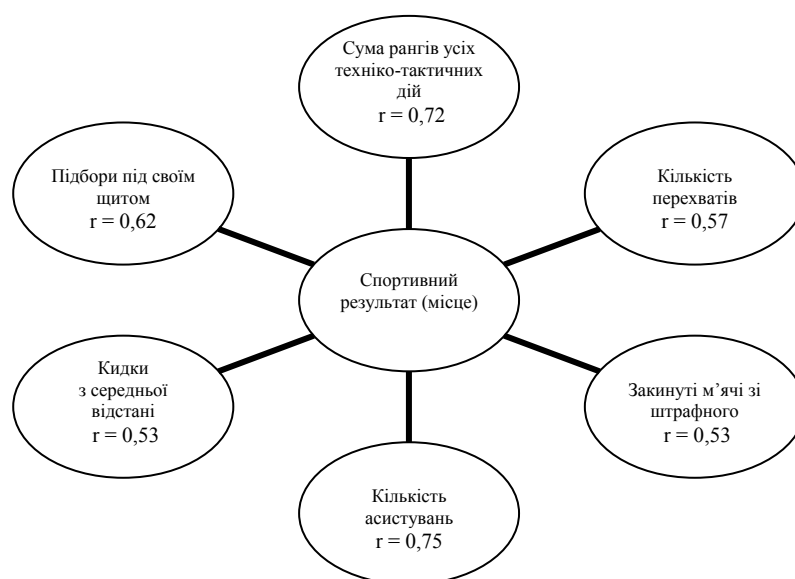 Сума рангів усіх
техніко-тактичних
дій
r = 0,72
Підбори під своїм
щитом
r = 0,62
Кількість
перехватів
r = 0,57
Спортивний
результат (місце)
Кидки
з середньої
відстані
r = 0,53
Закинуті м’ячі зі
штрафного
r = 0,53
Кількість
асистувань
r = 0,75